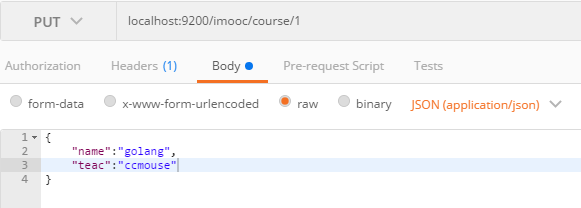 PUT localhost:9200/imooc/course/1
Authorization Headers (1) Body Pre-request Script Tests
form-data x-www-form-urlencoded raw binary JSON (application/json)
1 {
2 "name":"golang",
3 "teac":"ccmouse"
4 }